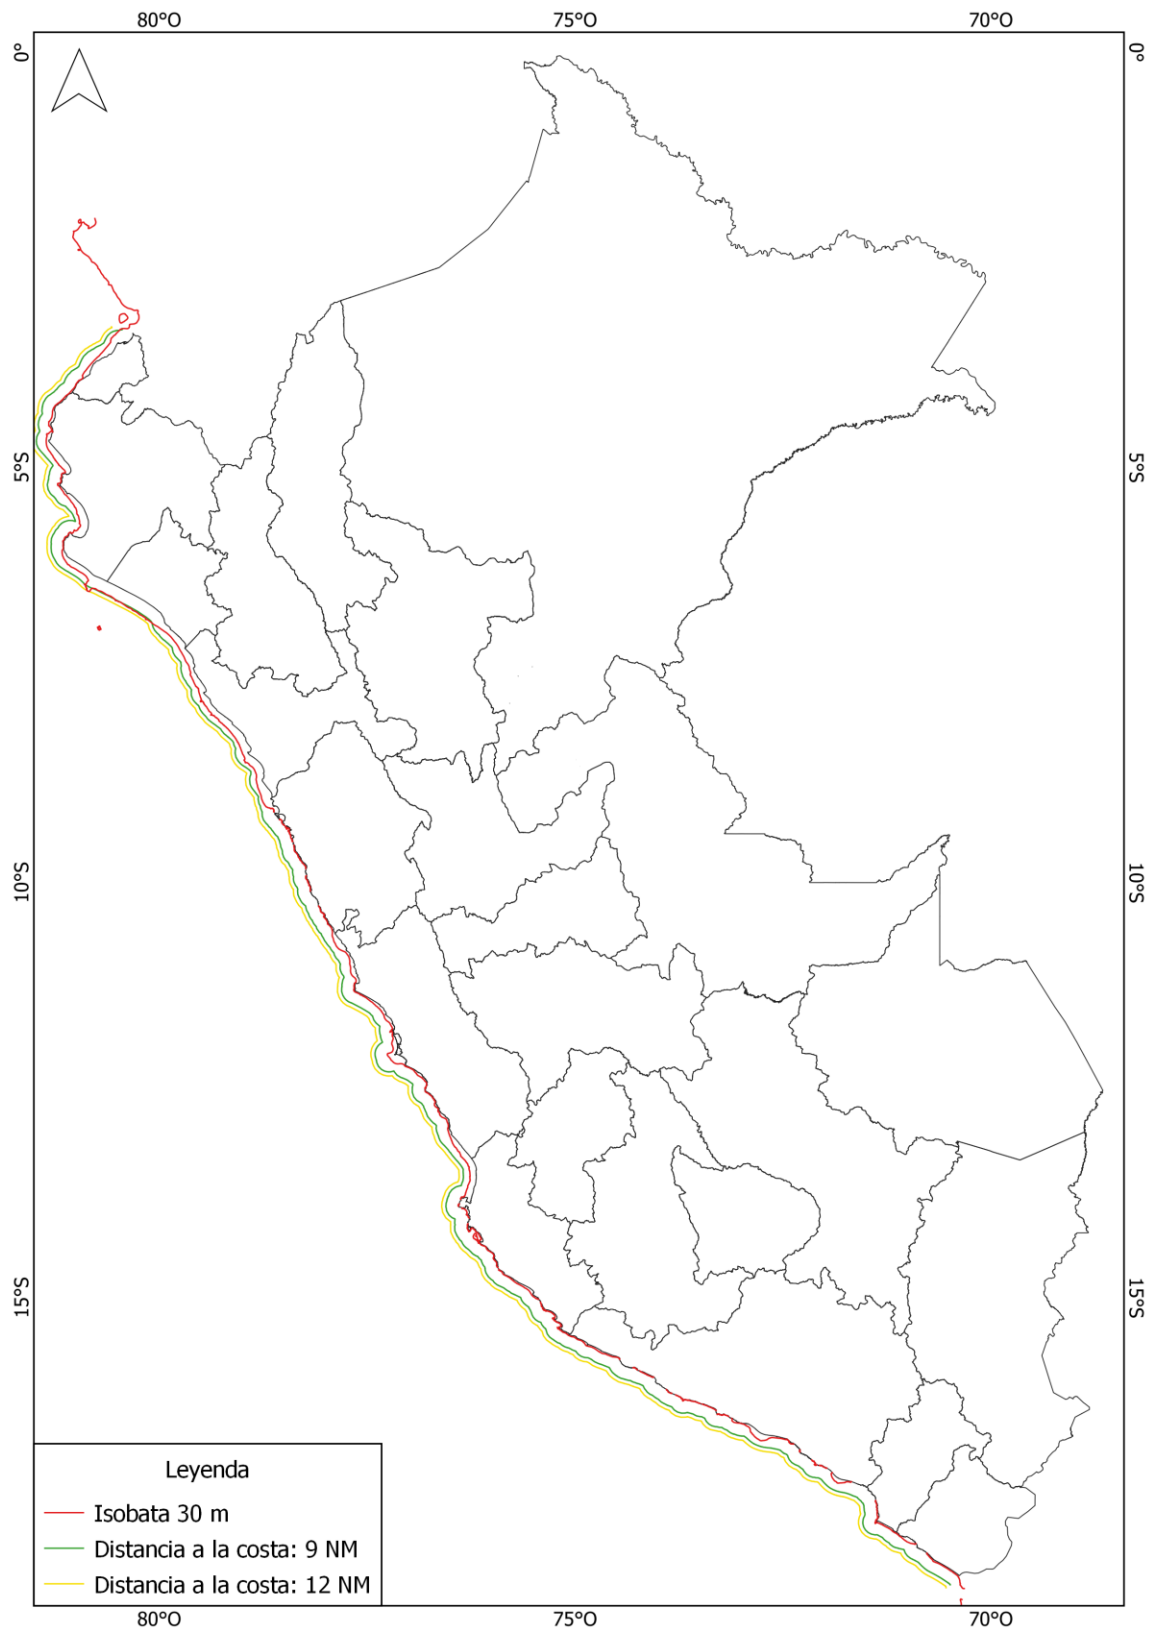 80°O 75°O 70°O
0° 0°
5°S 5°S
10°S 10°S
15°S 15°S
Leyenda
Isobata 30 m
Distancia a la costa: 9 NM
Distancia a la costa: 12 NM
80°O 75°O 70°O